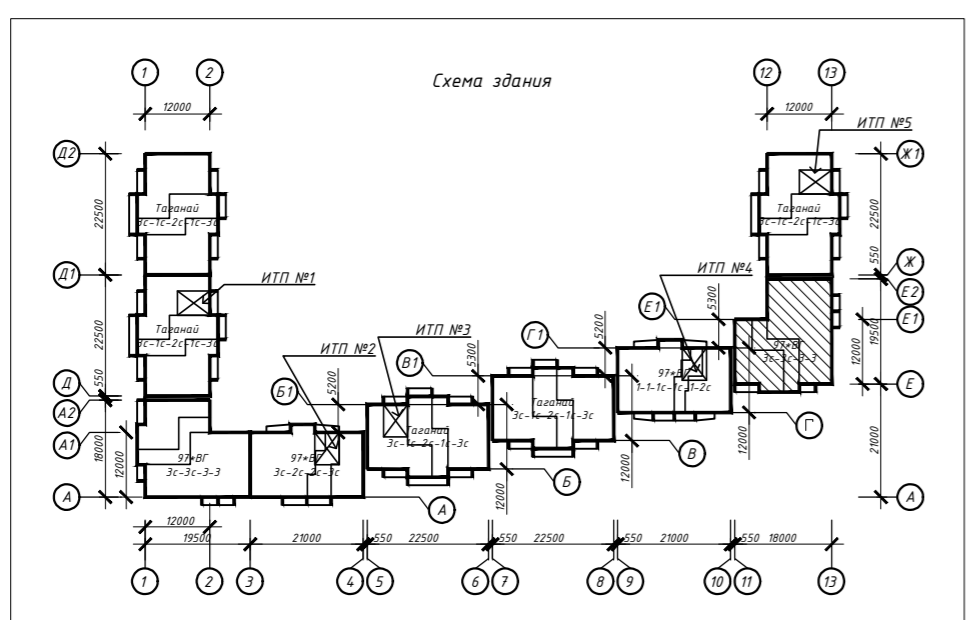 Схема здания
1
2
12
13
12000
12000
ИТП №5
Д2
Ж1
22500
Таганай
3с-1с-2с-1с-3с
Таганай
3с-1с-2с-1с-3с
22500
550
Ж
Е2
Д1
ИТП №1
ИТП №4
Е1
5300
Е1
22500
Таганай
3с-1с-2с-1с-3с
ИТП №3
Г1
5200
19500
12000
ИТП №2
В1
5300
97*ВГ
3с-3с-3-3
Б1
5200
97*ВГ
1-1-1с-1с-1-2с
Е
550
Д
А2
А1
Таганай
3с-1с-2с-1с-3с
Таганай
3с-1с-2с-1с-3с
Г
12000
21000
18000
12000
97*ВГ
3с-3с-3-3
97*ВГ
3с-2с-2с-3с
В
12000
Б
12000
А
А
А
12000
19500
21000
550
22500
550
22500
550
21000
550
18000
1
2
3
4
5
6
7
8
9
10
11
13